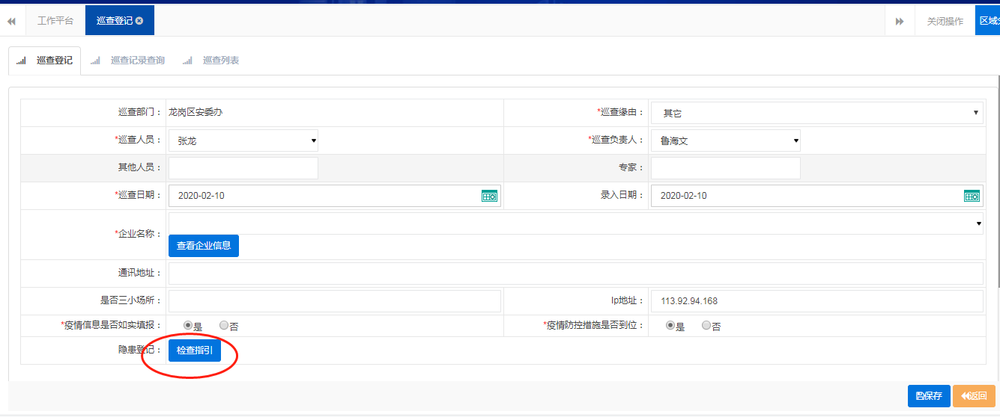 工作平台 巡查登记 关闭操作
巡查登记 巡查记录查询 巡查列表
巡查部门： 龙岗区安委办 *巡查缘由： 其它
*巡查人员： 张龙 *巡查负责人： 鲁海文
其他人员： 专家：
*巡查日期： 2020-02-10 录入日期： 2020-02-10
*企业名称：
查看企业信息
通讯地址：
是否三小场所： Ip地址： 113.92.94.168
*疫情信息是否如实填报： 是 否 *疫情防控措施是否到位： 是 否
隐患登记： 检查指引
保存 返回